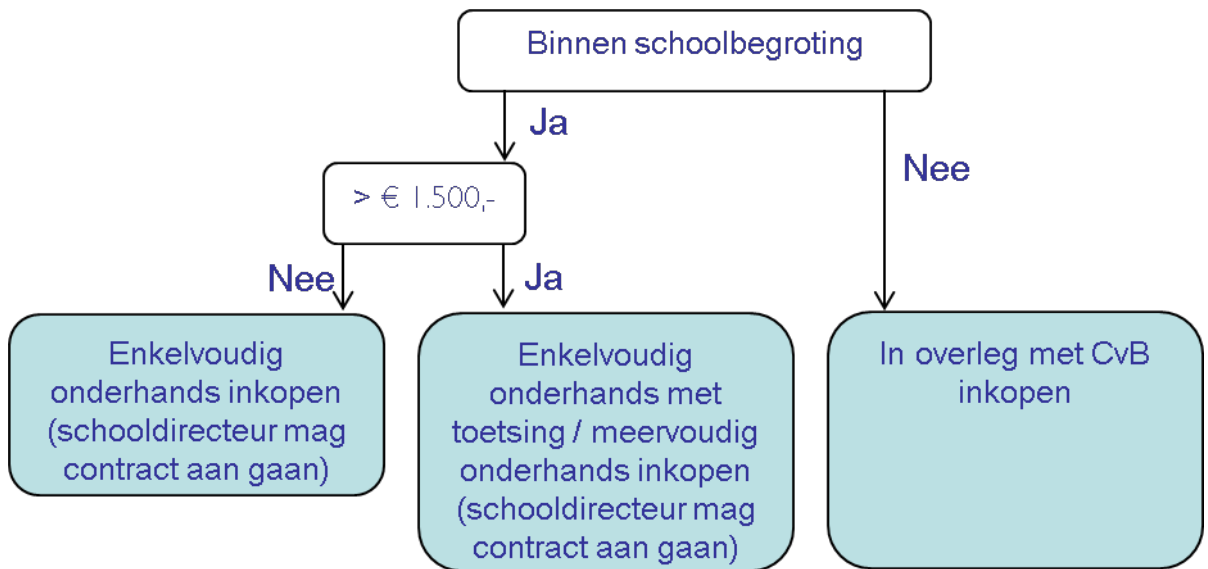 Binnen schoolbegroting
Ja
Nee
> € 1.500,-
Nee
Ja
Enkelvoudig
onderhands inkopen
(schooldirecteur mag
contract aan gaan)
Enkelvoudig
onderhands met
toetsing / meervoudig
onderhands inkopen
(schooldirecteur mag
contract aan gaan)
In overleg met CvB
inkopen